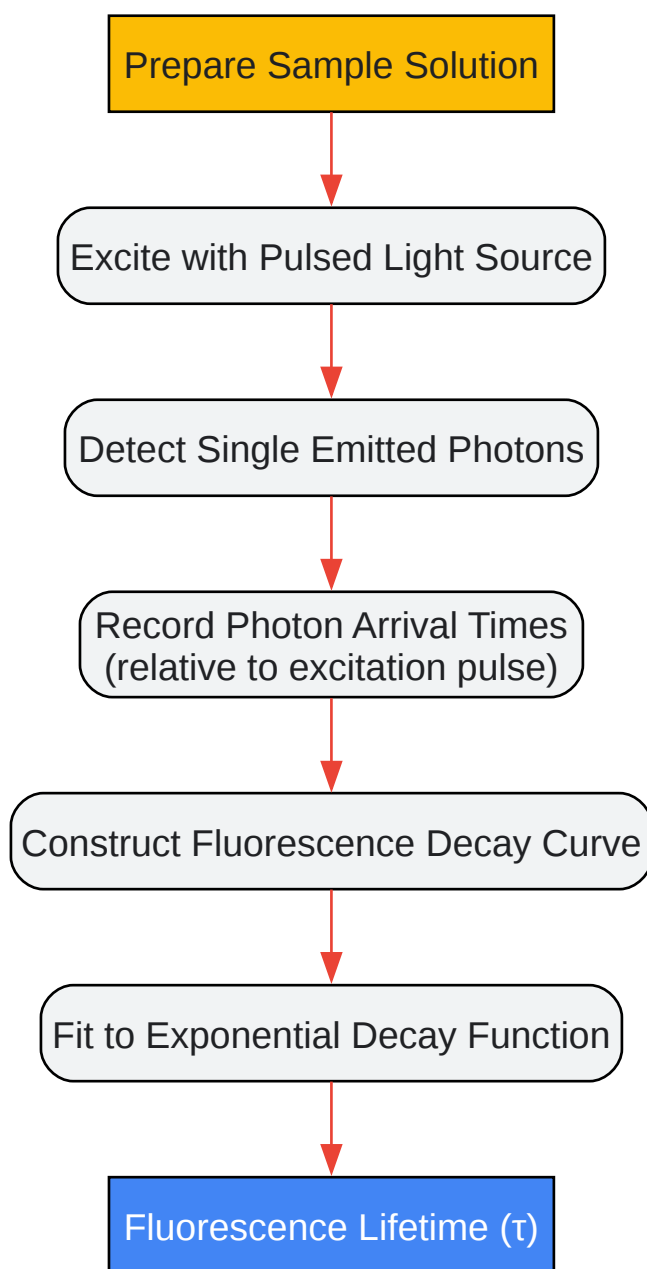 Prepare Sample Solution
Excite with Pulsed Light Source
Detect Single Emitted Photons
Record Photon Arrival Times
(relative to excitation pulse)
Construct Fluorescence Decay Curve
Fit to Exponential Decay Function
Fluorescence Lifetime (τ)